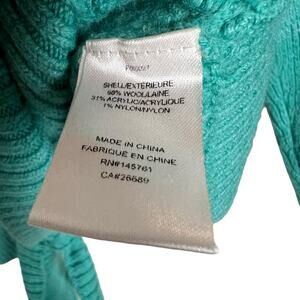 SHELL/EXTERIEURE
WOOL/LAINE
31% ACRYLIC/ACRYLIQUE
1% NYLON/NYLON
MADE IN CHINA
FABRIQUE EN CHINE
RN#145761
CA#26689